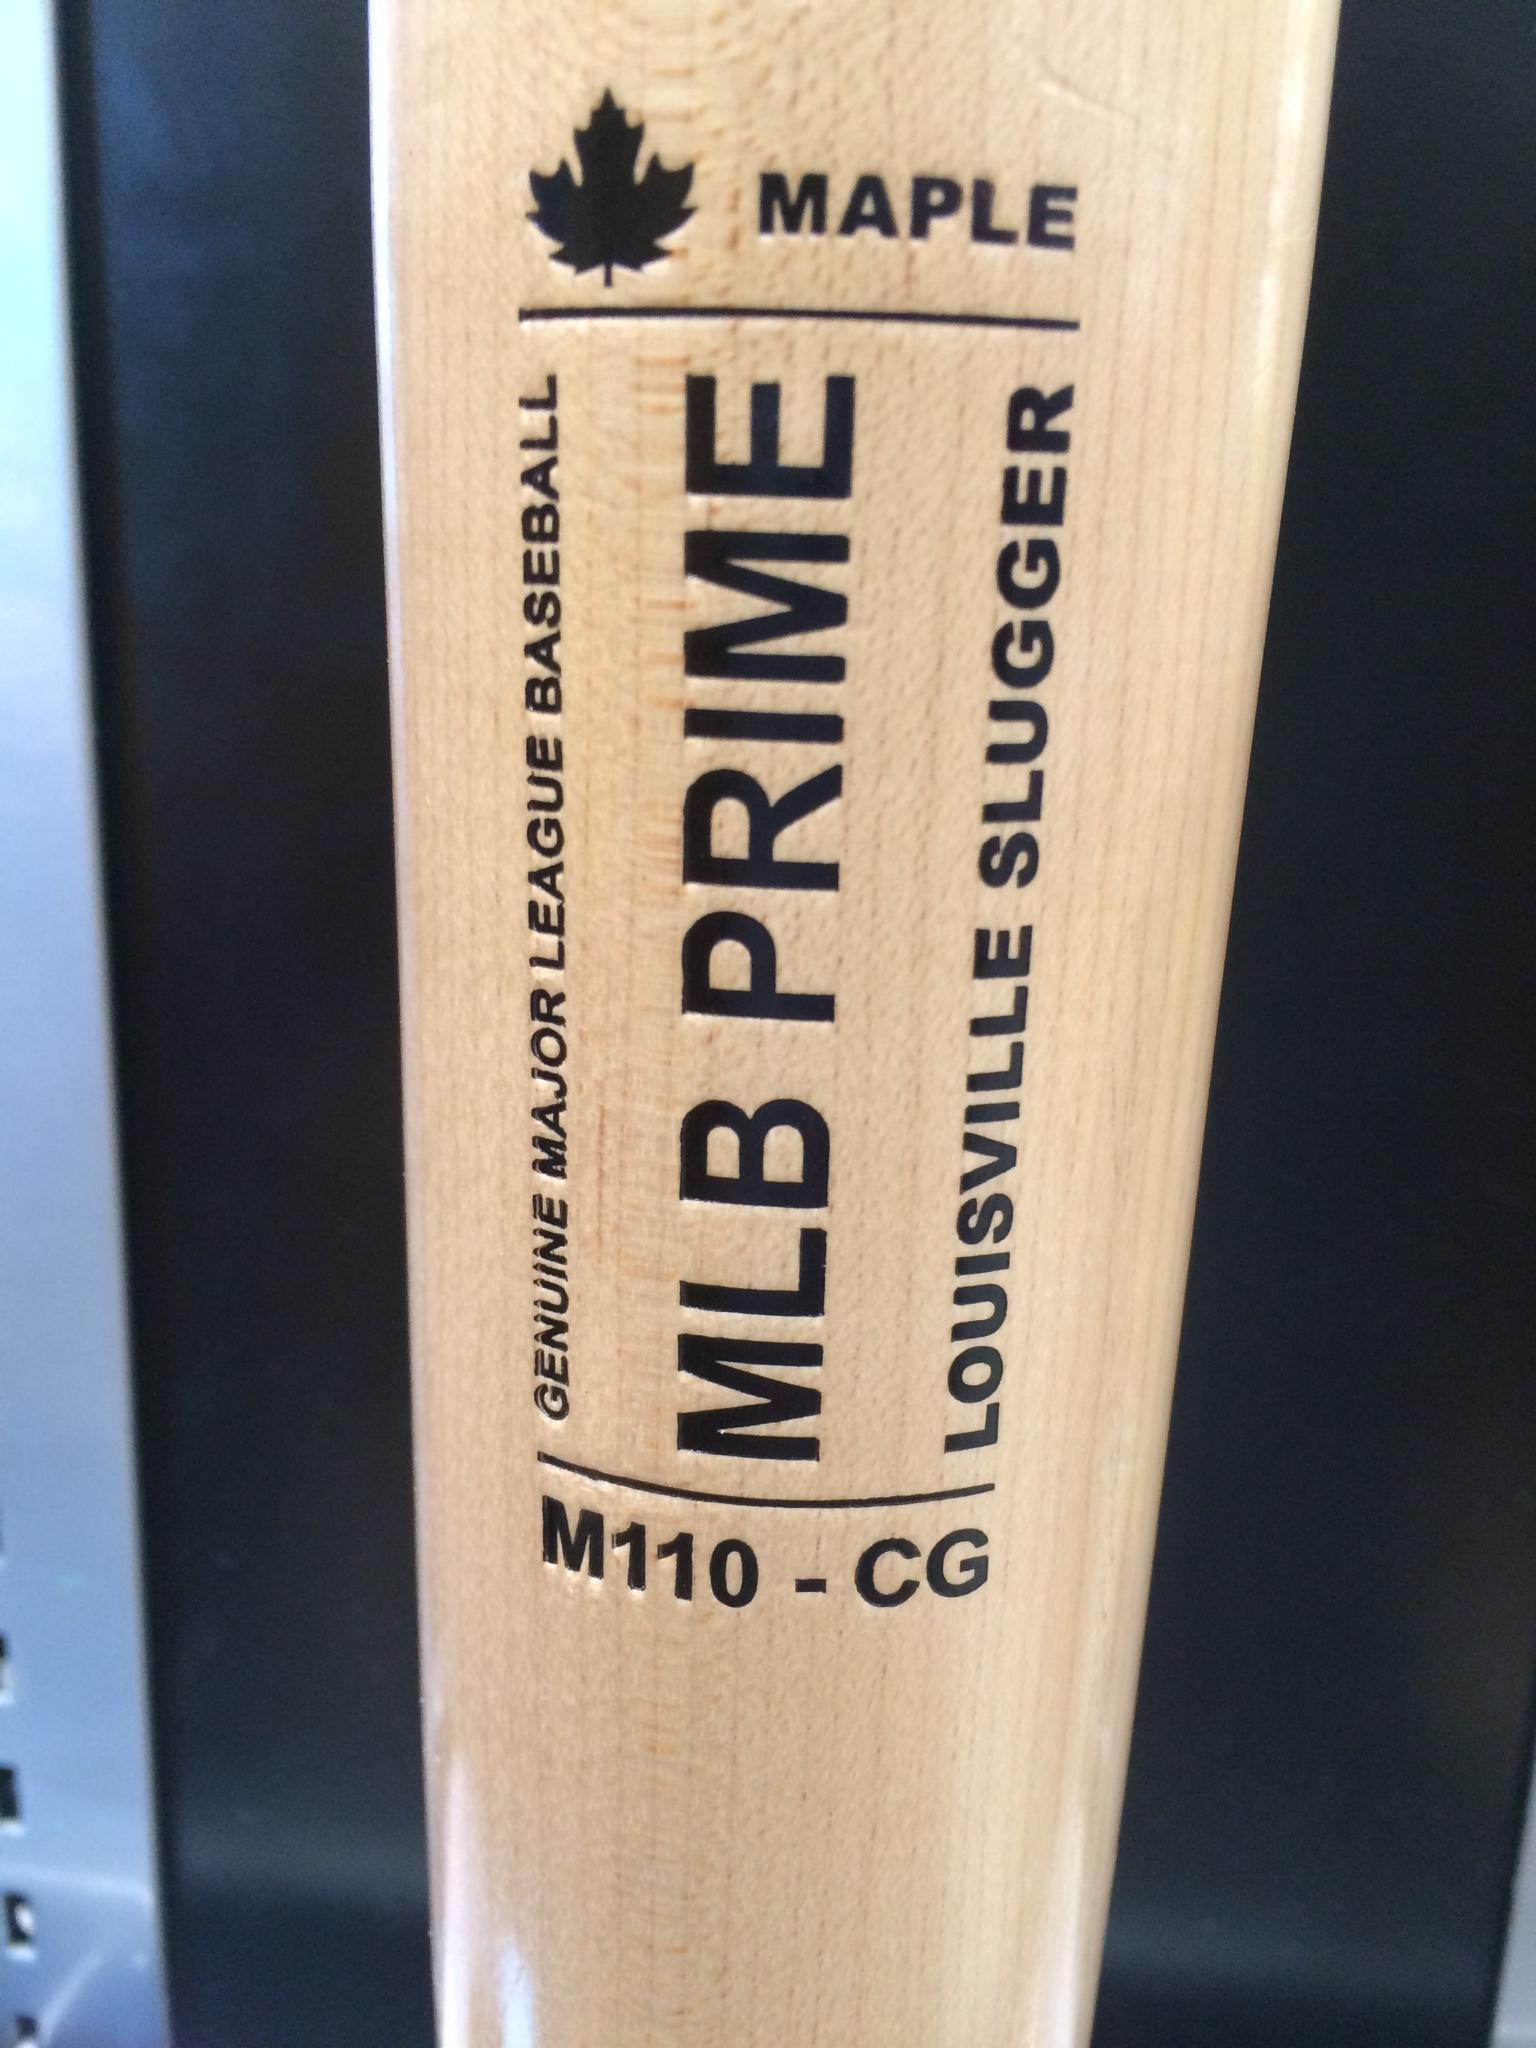 MAPLE
GENUINE MAJOR LEAGUE BASEBALL
MLB PRIME
LOUISVILLE SLUGGER
M110 - CG